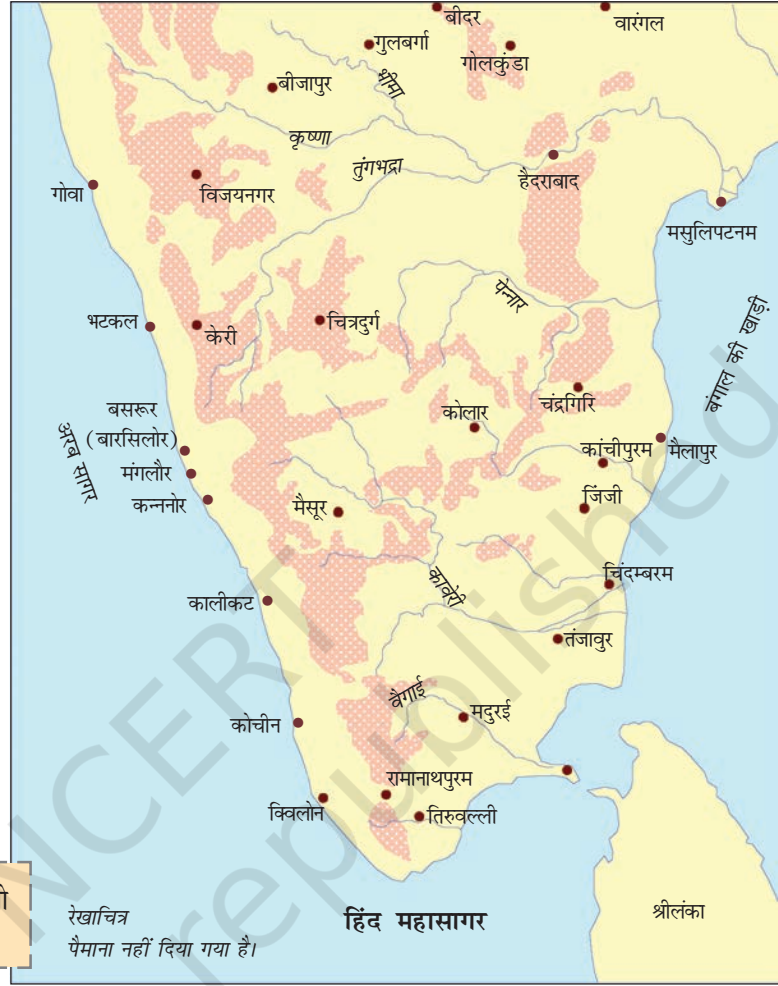 बीदर
वारंगल
गुलबर्गा
गोलकुंडा
भीमा
बीजापुर
कृष्णा
तुंगभद्रा
हैदराबाद
गोवा
विजयनगर
मसुलिपटनम
पेन्नार
भटकल
केरी
चित्रदुर्ग
बंगाल की खाड़ी
चंद्रगिरि
बसरूर
(बारसिलोर)
कोलार
अरब सागर
कांचीपुरम
मैलापुर
मंगलौर
कन्ननोर
मैसूर
जिंजी
कावेरी
चिंदम्बरम
कालीकट
तंजावुर
वैगाई
मदुरई
कोचीन
रामानाथपुरम
क्विलोन
तिरुवल्ली
श्रीलंका
हिंद महासागर
रेखाचित्र
पैमाना नहीं दिया गया है।
NCERT
republished